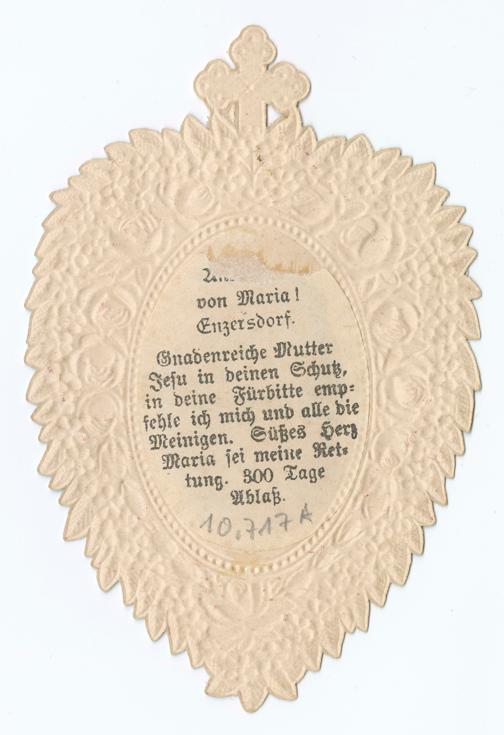 von Maria!
Enzersdorf.
Gnadenreiche Mutter
Jesu in deinen Schutz,
in deine Fürbitte emp=
fehle ich mich und alle die
Meinigen. Süßes Herz
Maria sei meine Ret=
tung. 300 Tage
Ablaß.
10.717A